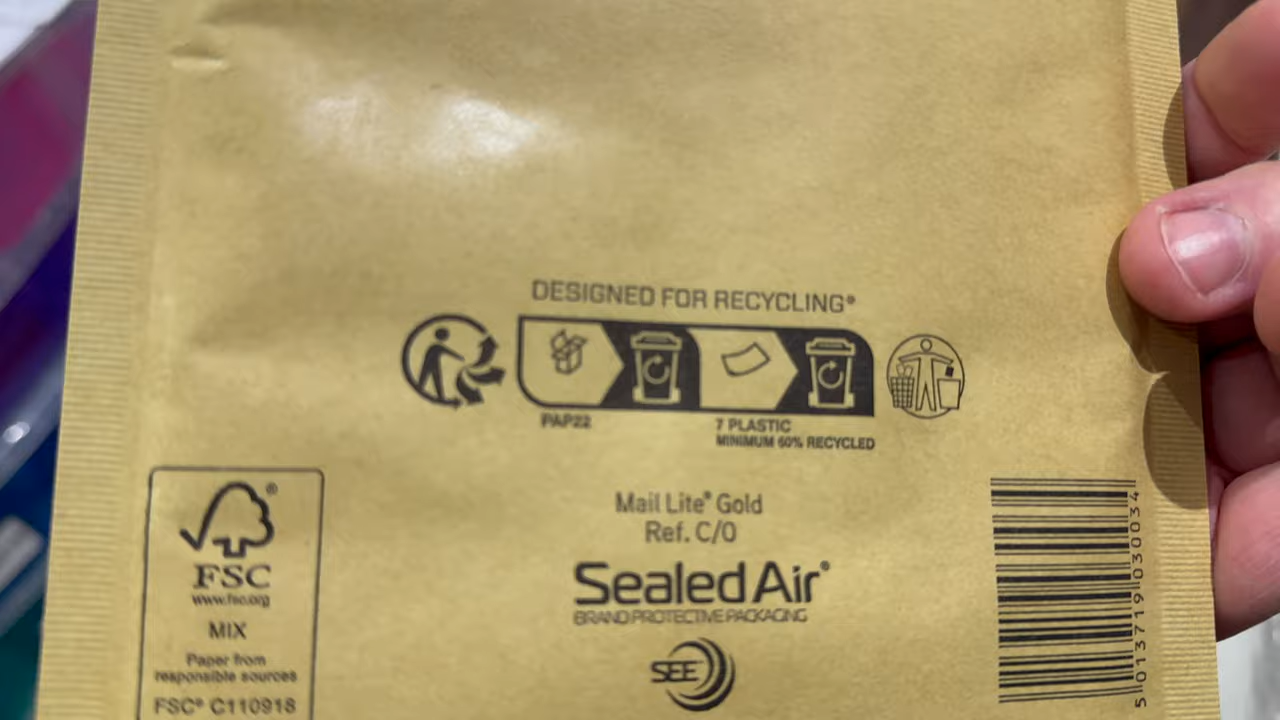 DESIGNED FOR RECYCLING®
PAP22
7 PLASTIC
MINIMUM 60% RECYCLED
FSC®
www.fsc.org
MIX
Paper from
responsible sources
FSC® C110918
Mail Lite® Gold
Ref. C/0
Sealed Air®
BRAND PROTECTIVE PACKAGING
SEE
5 013719 030034